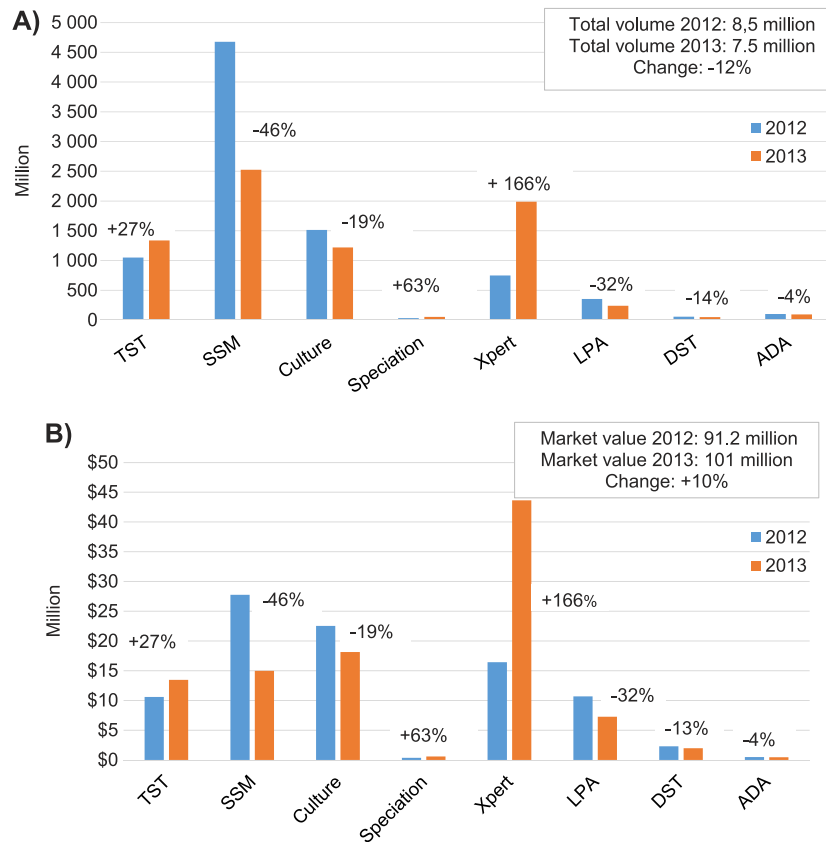 A)
Total volume 2012: 8,5 million
Total volume 2013: 7.5 million
Change: -12%
2012
2013
Million
5 000
4 500
4 000
3 500
3 000
2 500
2 000
1 500
1 000
500
0
+27%
-46%
-19%
+63%
+ 166%
-32%
-14%
-4%
TST
SSM
Culture
Speciation
Xpert
LPA
DST
ADA
B)
Market value 2012: 91.2 million
Market value 2013: 101 million
Change: +10%
2012
2013
Million
$50
$45
$40
$35
$30
$25
$20
$15
$10
$5
$0
+27%
-46%
-19%
+63%
+166%
-32%
-13%
-4%
TST
SSM
Culture
Speciation
Xpert
LPA
DST
ADA